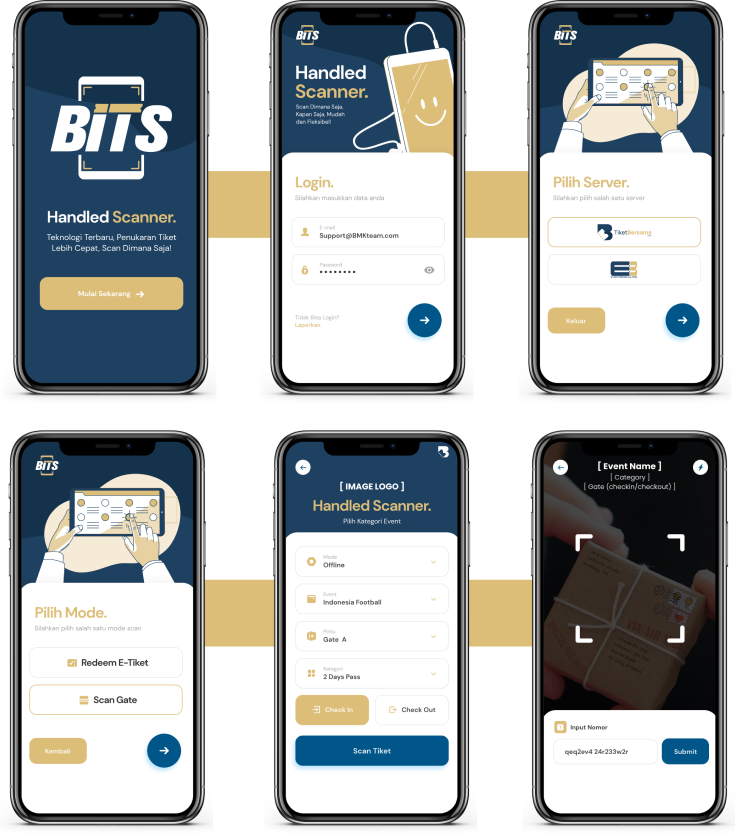 BITS
Handled Scanner.
Teknologi Terbaru, Penukaran Tiket
Lebih Cepat, Scan Dimana Saja!
Mulai Sekarang
BITS
Handled
Scanner.
Scan Dimana Saja,
Kapan Saja, Mudah
dan Fleksibel!
Login.
Silahkan masukkan data anda
E-mail
Support@BMKteam.com
Password
Tidak Bisa Login?
Laporkan
BITS
Pilih Server.
Silahkan pilih salah satu server
TiketBersama
Keluar
BITS
Pilih Mode.
Silahkan pilih salah satu mode scan
Redeem E-Tiket
Scan Gate
Kembali
[ IMAGE LOGO ]
Handled Scanner.
Pilih Kategori Event
Mode
Offline
Event
Indonesia Football
Pintu
Gate A
Kategori
2 Days Pass
Check In
Check Out
Scan Tiket
[ Event Name ]
[ Category ]
[ Gate (checkin/checkout) ]
VIA AIR
Input Nomor
qeq2ev4 24r233w2r
Submit